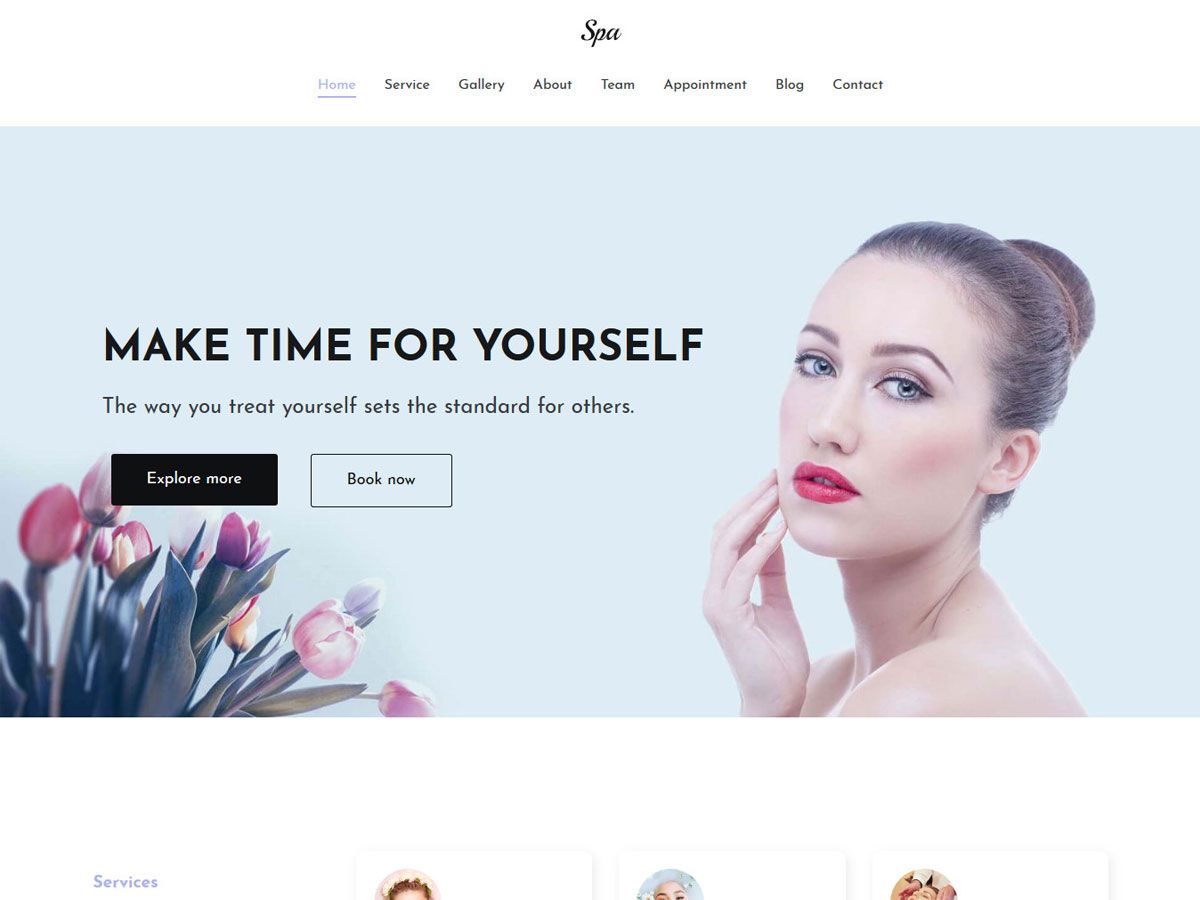 Spa
Home Service Gallery About Team Appointment Blog Contact
MAKE TIME FOR YOURSELF
The way you treat yourself sets the standard for others.
Explore more Book now
Services